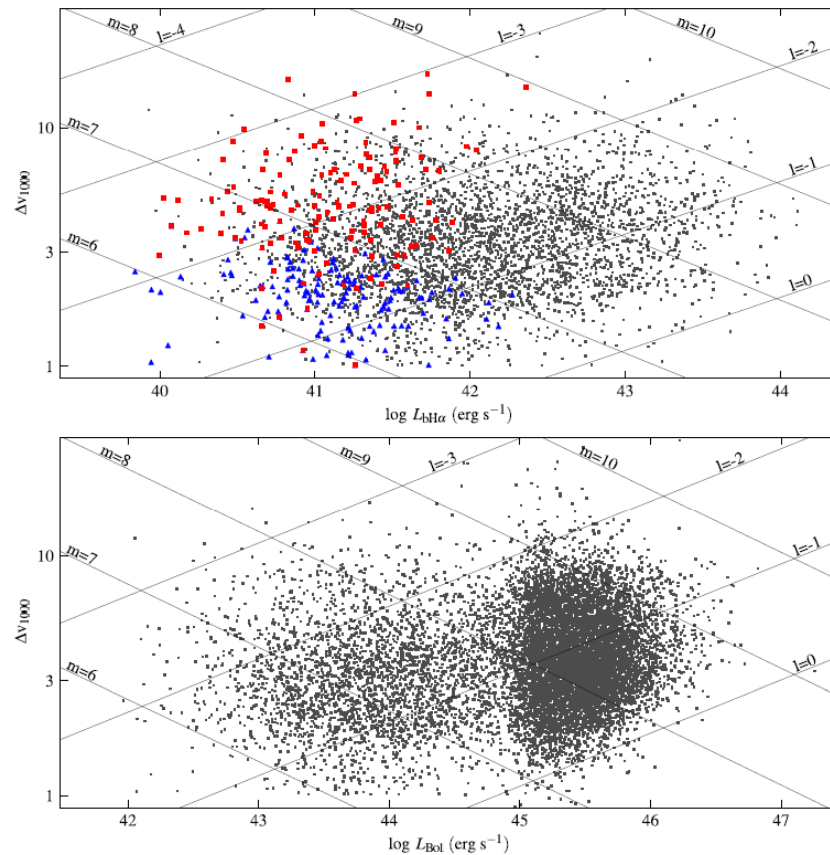 m=8
l=-4
m=9
l=-3
m=10
l=-2
10
m=7
l=-1
Δv1000
3
m=6
l=0
1
40
41
42
43
44
log LbHα (erg s−1)
m=8
m=9
l=-3
m=10
l=-2
10
m=7
l=-1
Δv1000
3
m=6
l=0
1
42
43
44
45
46
47
log LBol (erg s−1)